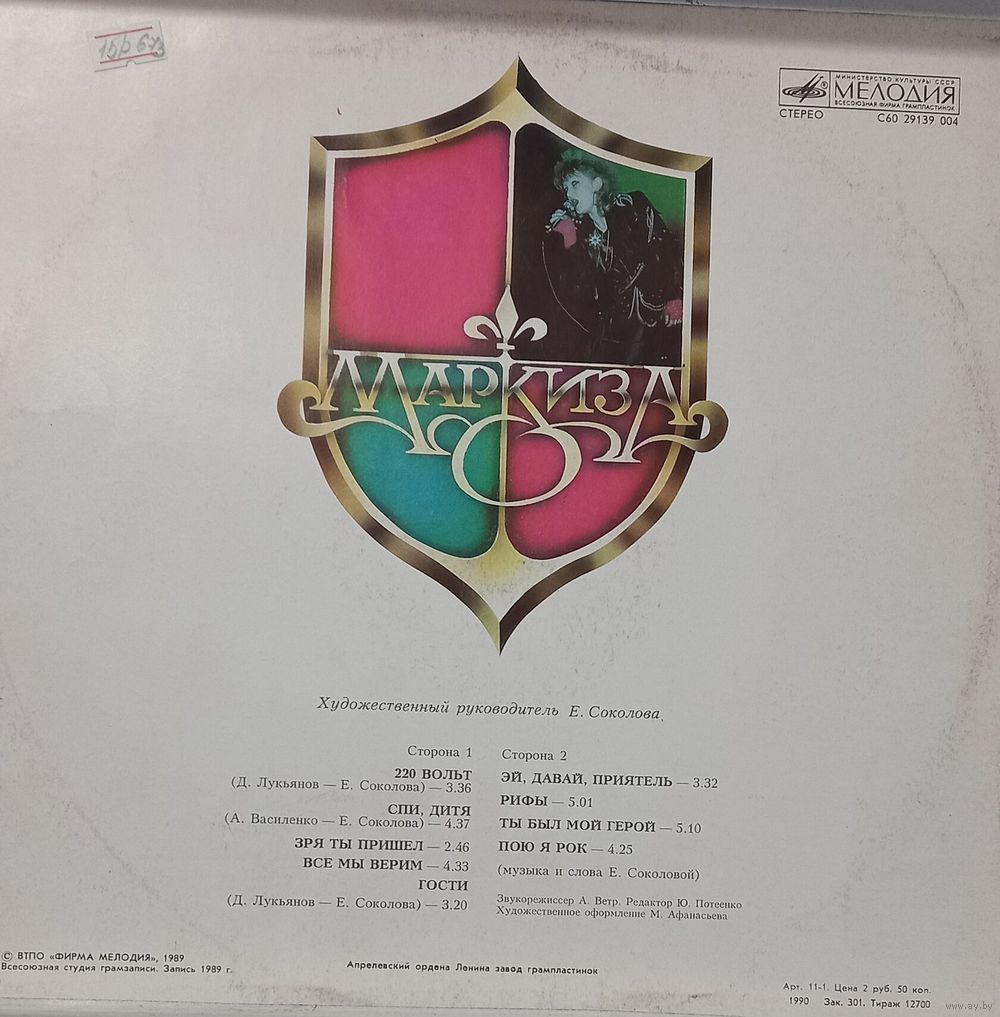 15р 673
МИНИСТЕРСТВО КУЛЬТУРЫ СССР
МЕЛОДИЯ
ВСЕСОЮЗНАЯ ФИРМА ГРАМПЛАСТИНОК
СТЕРЕО
С60 29139 004
МАРКИЗА
Художественный руководитель Е. Соколова
Сторона 1
220 ВОЛЬТ
(Д. Лукьянов — Е. Соколова) — 3.36
СПИ, ДИТЯ
(А. Василенко — Е. Соколова) — 4.37
ЗРЯ ТЫ ПРИШЕЛ — 2.46
ВСЕ МЫ ВЕРИМ — 4.33
ГОСТИ
(Д. Лукьянов — Е. Соколова) — 3.20
Сторона 2
ЭЙ, ДАВАЙ, ПРИЯТЕЛЬ — 3.32
РИФЫ — 5.01
ТЫ БЫЛ МОЙ ГЕРОЙ — 5.10
ПОЮ Я РОК — 4.25
(музыка и слова Е. Соколовой)
Звукорежиссер А. Ветр. Редактор Ю. Потеенко
Художественное оформление М. Афанасьева
© ВТПО «ФИРМА МЕЛОДИЯ», 1989
Всесоюзная студия грамзаписи. Запись 1989 г.
Апрелевский ордена Ленина завод грампластинок
Арт. 11-1. Цена 2 руб. 50 коп.
1990 Зак. 301. Тираж 12700
www.ay.by